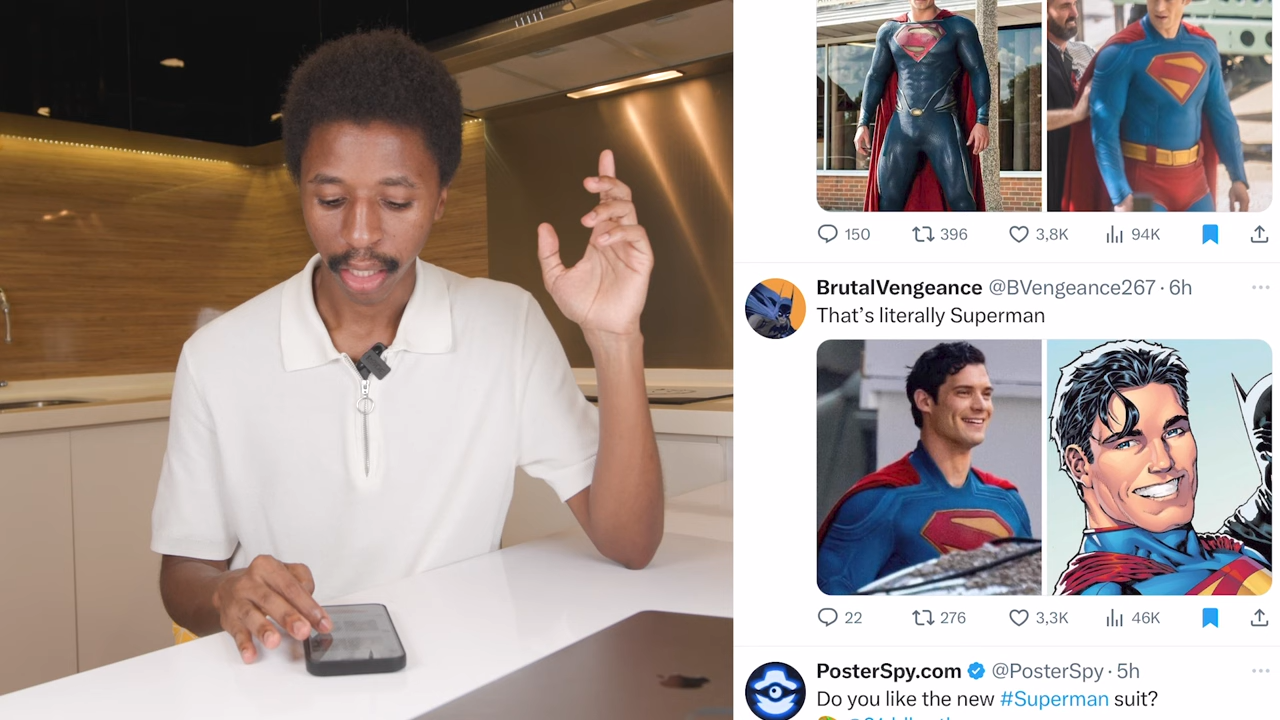 150 396 3,8K 94K
BrutalVengeance @BVengeance267 · 6h
That's literally Superman
22 276 3,3K 46K
PosterSpy.com @PosterSpy · 5h
Do you like the new #Superman suit?